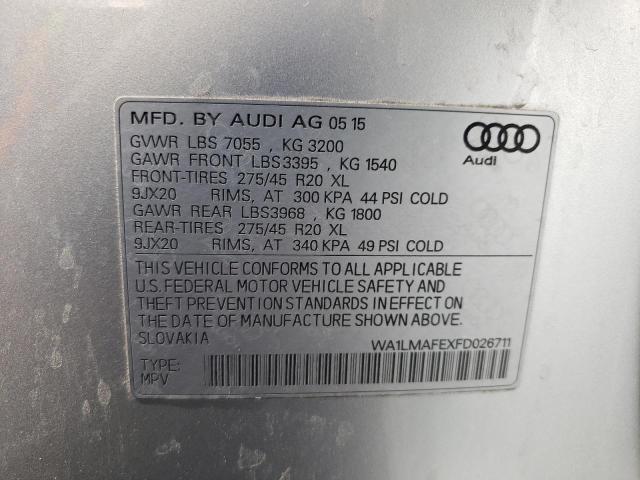 MFD. BY AUDI AG 05 15
GVWR LBS 7055 , KG 3200
GAWR FRONT LBS3395 , KG 1540
FRONT-TIRES 275/45 R20 XL
9JX20 RIMS, AT 300 KPA 44 PSI COLD
GAWR REAR LBS3968 , KG 1800
REAR-TIRES 275/45 R20 XL
9JX20 RIMS, AT 340 KPA 49 PSI COLD
Audi
THIS VEHICLE CONFORMS TO ALL APPLICABLE
U.S. FEDERAL MOTOR VEHICLE SAFETY AND
THEFT PREVENTION STANDARDS IN EFFECT ON
THE DATE OF MANUFACTURE SHOWN ABOVE.
SLOVAKIA
WA1LMAFEXFD026711
TYPE:
MPV